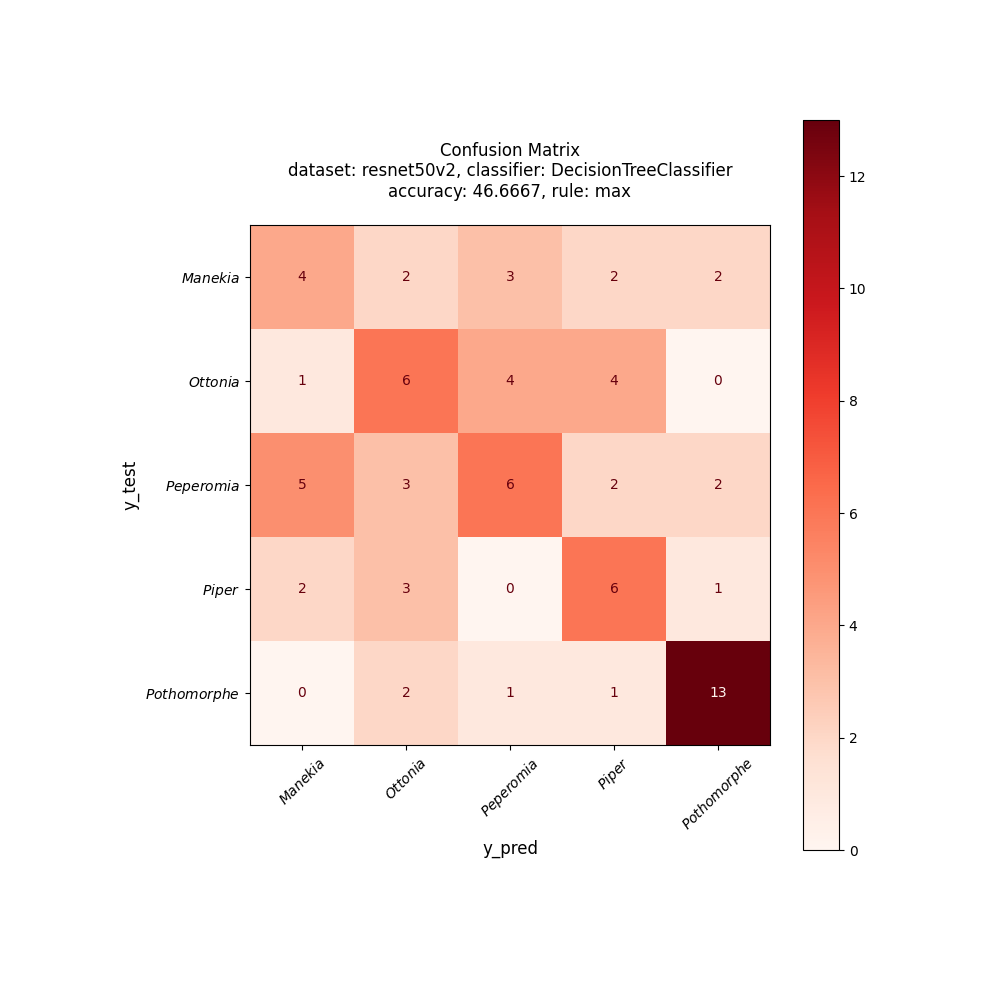 Confusion Matrix
dataset: resnet50v2, classifier: DecisionTreeClassifier
accuracy: 46.6667, rule: max
Manekia 4 2 3 2 2
Ottonia 1 6 4 4 0
Peperomia 5 3 6 2 2
Piper 2 3 0 6 1
Pothomorphe 0 2 1 1 13
y_test
Manekia Ottonia Peperomia Piper Pothomorphe
y_pred
12
10
8
6
4
2
0